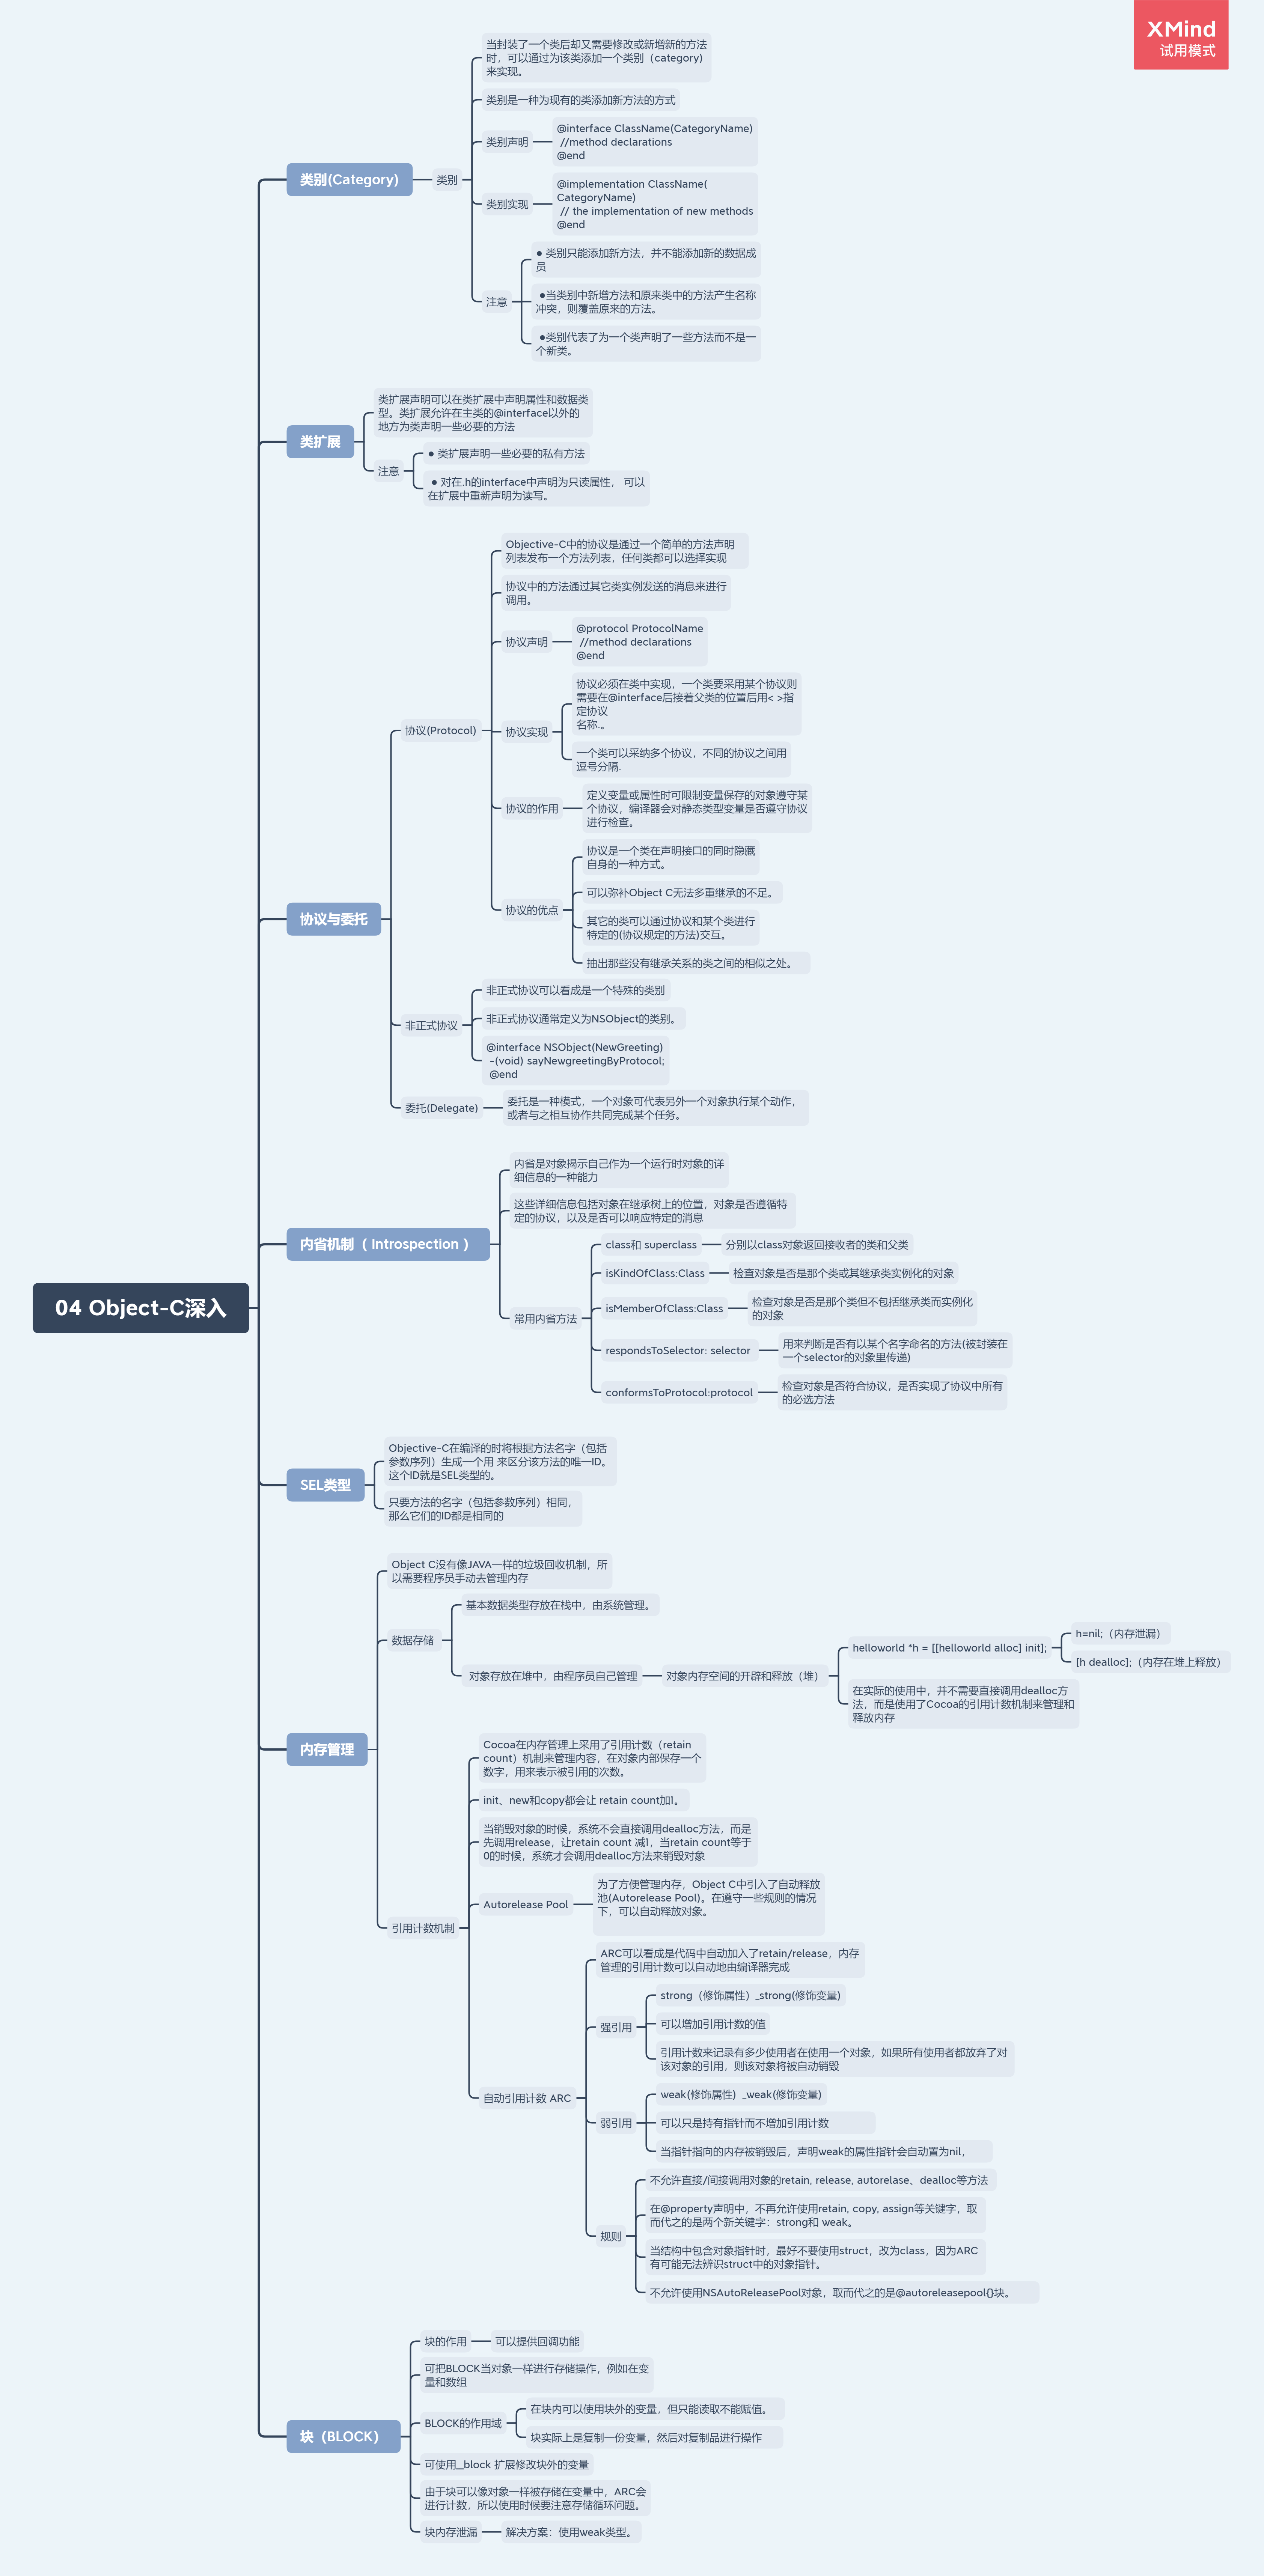 XMind
试用模式
04 Object-C深入
类别(Category)
类别
当封装了一个类后却又需要修改或新增新的方法
时，可以通过为该类添加一个类别（category)
来实现。
类别是一种为现有的类添加新方法的方式
类别声明
@interface ClassName(CategoryName)
//method declarations
@end
类别实现
@implementation ClassName(
CategoryName)
// the implementation of new methods
@end
注意
● 类别只能添加新方法，并不能添加新的数据成
员
●当类别中新增方法和原来类中的方法产生名称
冲突，则覆盖原来的方法。
●类别代表了为一个类声明了一些方法而不是一
个新类。
类扩展
类扩展声明可以在类扩展中声明属性和数据类
型。类扩展允许在主类的@interface以外的
地方为类声明一些必要的方法
注意
● 类扩展声明一些必要的私有方法
● 对在.h的interface中声明为只读属性， 可以
在扩展中重新声明为读写。
协议与委托
协议(Protocol)
Objective-C中的协议是通过一个简单的方法声明
列表发布一个方法列表，任何类都可以选择实现
协议中的方法通过其它类实例发送的消息来进行
调用。
协议声明
@protocol ProtocolName
//method declarations
@end
协议实现
协议必须在类中实现，一个类要采用某个协议则
需要在@interface后接着父类的位置后用< >指
定协议
名称.。
一个类可以采纳多个协议，不同的协议之间用
逗号分隔.
协议的作用
定义变量或属性时可限制变量保存的对象遵守某
个协议，编译器会对静态类型变量是否遵守协议
进行检查。
协议的优点
协议是一个类在声明接口的同时隐藏
自身的一种方式。
可以弥补Object C无法多重继承的不足。
其它的类可以通过协议和某个类进行
特定的(协议规定的方法)交互。
抽出那些没有继承关系的类之间的相似之处。
非正式协议
非正式协议可以看成是一个特殊的类别
非正式协议通常定义为NSObject的类别。
@interface NSObject(NewGreeting)
-(void) sayNewgreetingByProtocol;
@end
委托(Delegate)
委托是一种模式，一个对象可代表另外一个对象执行某个动作，
或者与之相互协作共同完成某个任务。
内省机制（ Introspection ）
内省是对象揭示自己作为一个运行时对象的详
细信息的一种能力
这些详细信息包括对象在继承树上的位置，对象是否遵循特
定的协议，以及是否可以响应特定的消息
常用内省方法
class和 superclass
分别以class对象返回接收者的类和父类
isKindOfClass:Class
检查对象是否是那个类或其继承类实例化的对象
isMemberOfClass:Class
检查对象是否是那个类但不包括继承类而实例化
的对象
respondsToSelector: selector
用来判断是否有以某个名字命名的方法(被封装在
一个selector的对象里传递)
conformsToProtocol:protocol
检查对象是否符合协议，是否实现了协议中所有
的必选方法
SEL类型
Objective-C在编译的时将根据方法名字（包括
参数序列）生成一个用 来区分该方法的唯一ID。
这个ID就是SEL类型的。
只要方法的名字（包括参数序列）相同，
那么它们的ID都是相同的
内存管理
Object C没有像JAVA一样的垃圾回收机制，所
以需要程序员手动去管理内存
数据存储
基本数据类型存放在栈中，由系统管理。
对象存放在堆中，由程序员自己管理
对象内存空间的开辟和释放（堆）
helloworld *h = [[helloworld alloc] init];
h=nil;（内存泄漏）
[h dealloc];（内存在堆上释放）
在实际的使用中，并不需要直接调用dealloc方
法，而是使用了Cocoa的引用计数机制来管理和
释放内存
引用计数机制
Cocoa在内存管理上采用了引用计数（retain
count）机制来管理内容，在对象内部保存一个
数字，用来表示被引用的次数。
init、new和copy都会让 retain count加1。
当销毁对象的时候，系统不会直接调用dealloc方法，而是
先调用release，让retain count 减1，当retain count等于
0的时候，系统才会调用dealloc方法来销毁对象
Autorelease Pool
为了方便管理内存，Object C中引入了自动释放
池(Autorelease Pool)。在遵守一些规则的情况
下，可以自动释放对象。
自动引用计数 ARC
ARC可以看成是代码中自动加入了retain/release，内存
管理的引用计数可以自动地由编译器完成
强引用
strong（修饰属性）_strong(修饰变量)
可以增加引用计数的值
引用计数来记录有多少使用者在使用一个对象，如果所有使用者都放弃了对
该对象的引用，则该对象将被自动销毁
弱引用
weak(修饰属性) _weak(修饰变量)
可以只是持有指针而不增加引用计数
当指针指向的内存被销毁后，声明weak的属性指针会自动置为nil，
规则
不允许直接/间接调用对象的retain, release, autorelase、dealloc等方法
在@property声明中，不再允许使用retain, copy, assign等关键字，取
而代之的是两个新关键字：strong和 weak。
当结构中包含对象指针时，最好不要使用struct，改为class，因为ARC
有可能无法辨识struct中的对象指针。
不允许使用NSAutoReleasePool对象，取而代之的是@autoreleasepool{}块。
块（BLOCK）
块的作用
可以提供回调功能
可把BLOCK当对象一样进行存储操作，例如在变
量和数组
BLOCK的作用域
在块内可以使用块外的变量，但只能读取不能赋值。
块实际上是复制一份变量，然后对复制品进行操作
可使用__block 扩展修改块外的变量
由于块可以像对象一样被存储在变量中，ARC会
进行计数，所以使用时候要注意存储循环问题。
块内存泄漏
解决方案：使用weak类型。